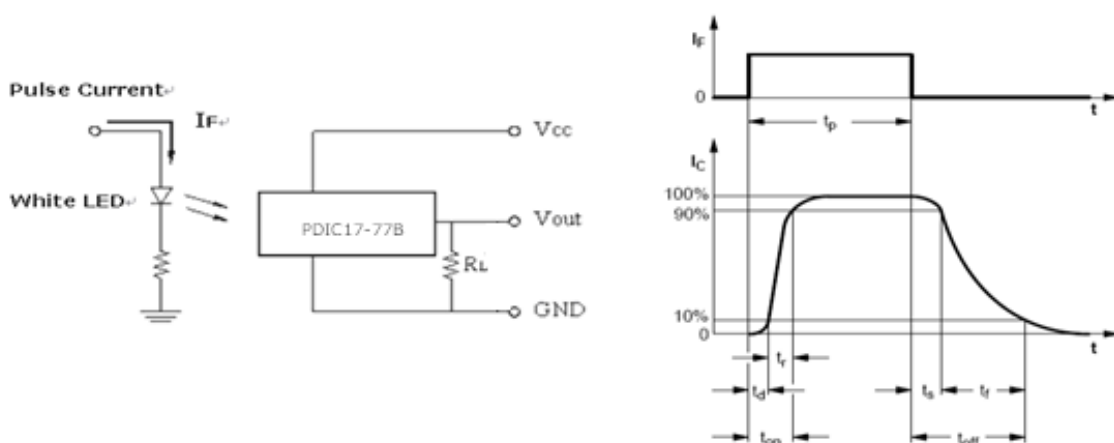 Pulse Current
IF
White LED
PDIC17-77B
Vcc
Vout
RL
GND
IF
0
t
tp
IC
100%
90%
10%
0
t
tr
td
ts
tf
ton
toff